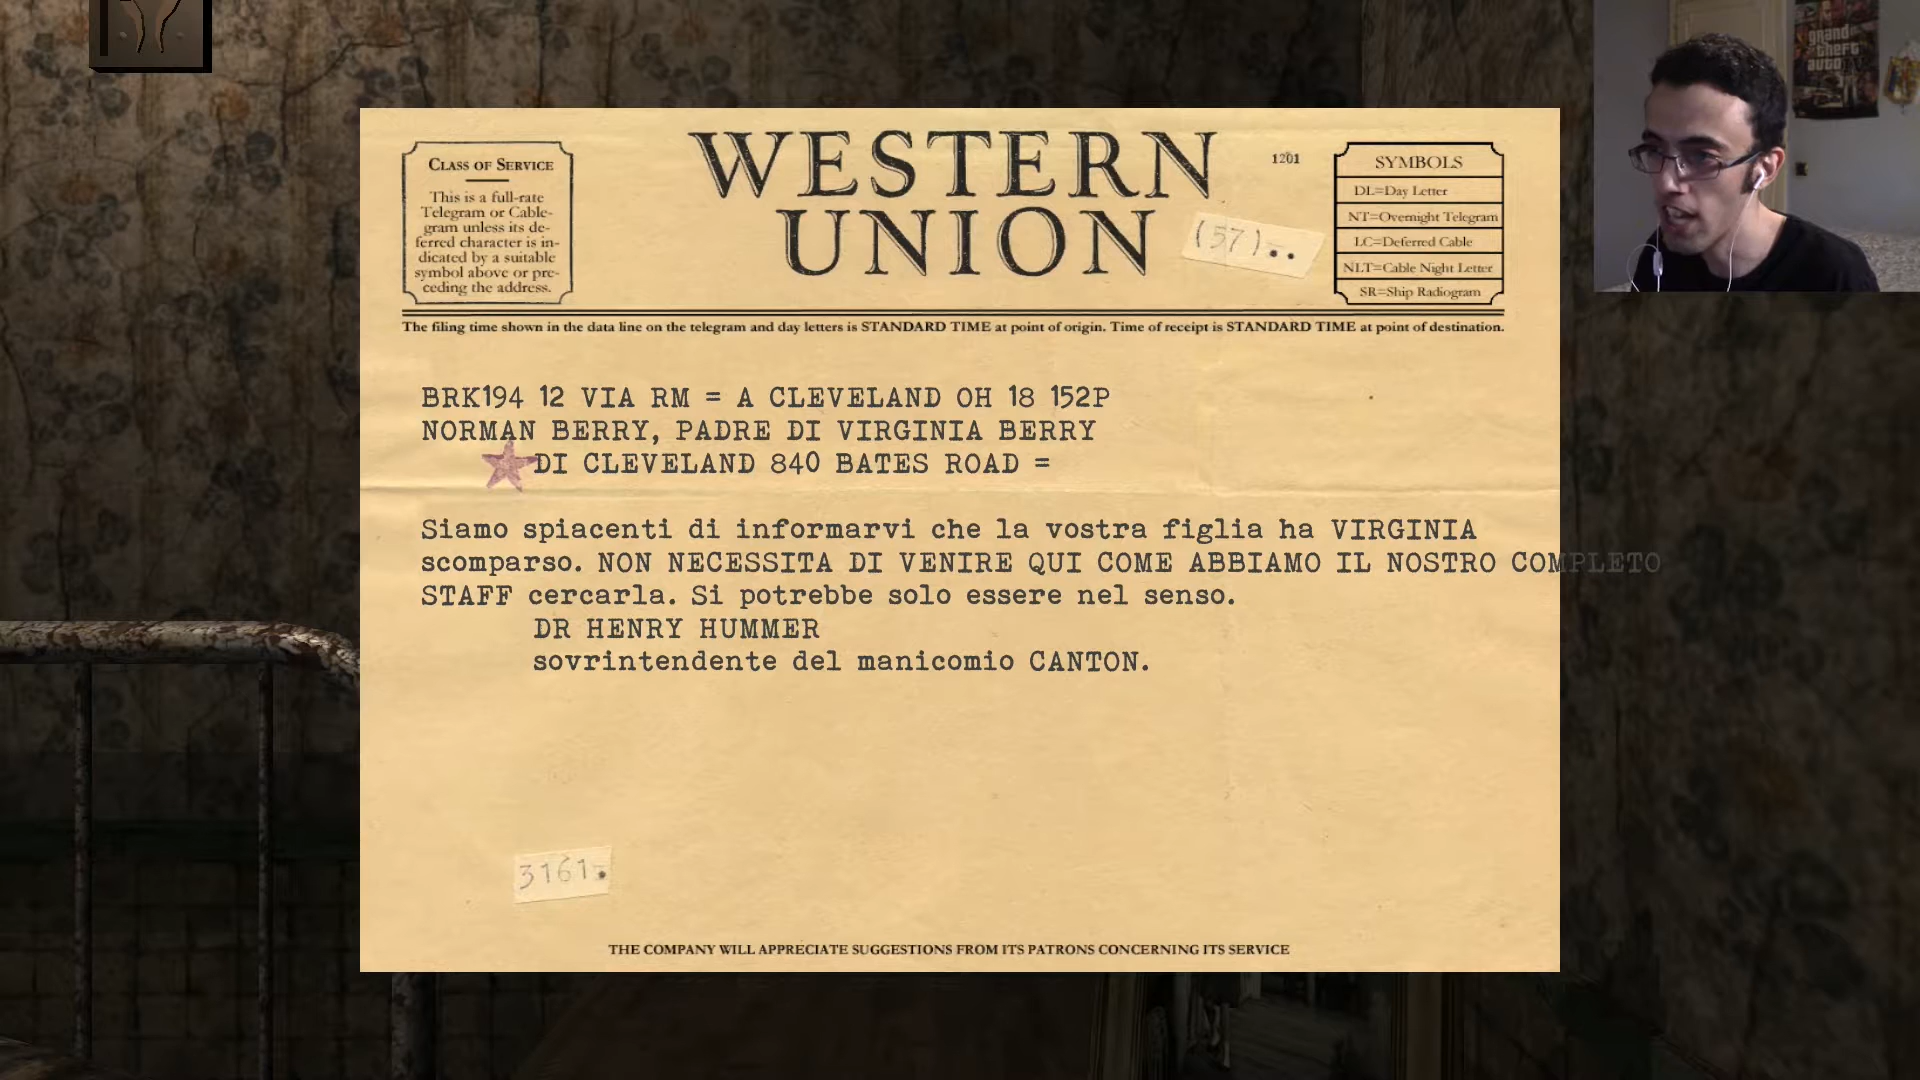 WESTERN
UNION
1201
(57)..
CLASS OF SERVICE
This is a full-rate
Telegram or Cable-
gram unless its de-
ferred character is in-
dicated by a suitable
symbol above or pre-
ceding the address.
SYMBOLS
DL=Day Letter
NT=Overnight Telegram
LC=Deferred Cable
NLT=Cable Night Letter
SR=Ship Radiogram
The filing time shown in the data line on the telegram and day letters is STANDARD TIME at point of origin. Time of receipt is STANDARD TIME at point of destination.
BRK194 12 VIA RM = A CLEVELAND OH 18 152P
NORMAN BERRY, PADRE DI VIRGINIA BERRY
DI CLEVELAND 840 BATES ROAD =
Siamo spiacenti di informarvi che la vostra figlia ha VIRGINIA
scomparso. NON NECESSITA DI VENIRE QUI COME ABBIAMO IL NOSTRO COMPLETO
STAFF cercarla. Si potrebbe solo essere nel senso.
DR HENRY HUMMER
sovrintendente del manicomio CANTON.
3161.
THE COMPANY WILL APPRECIATE SUGGESTIONS FROM ITS PATRONS CONCERNING ITS SERVICE
grand
theft
auto IV